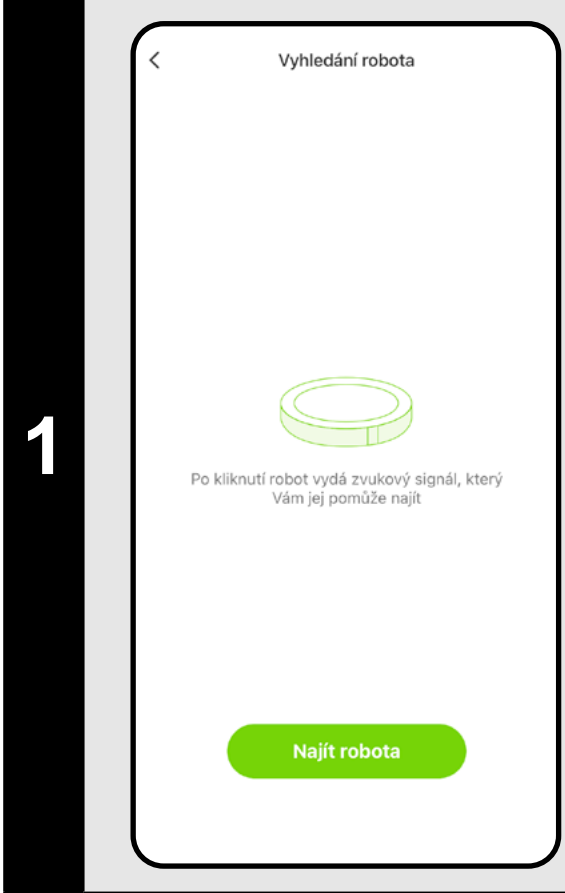 Vyhledání robota
1
Po kliknutí robot vydá zvukový signál, který
Vám jej pomůže najít
Najít robota